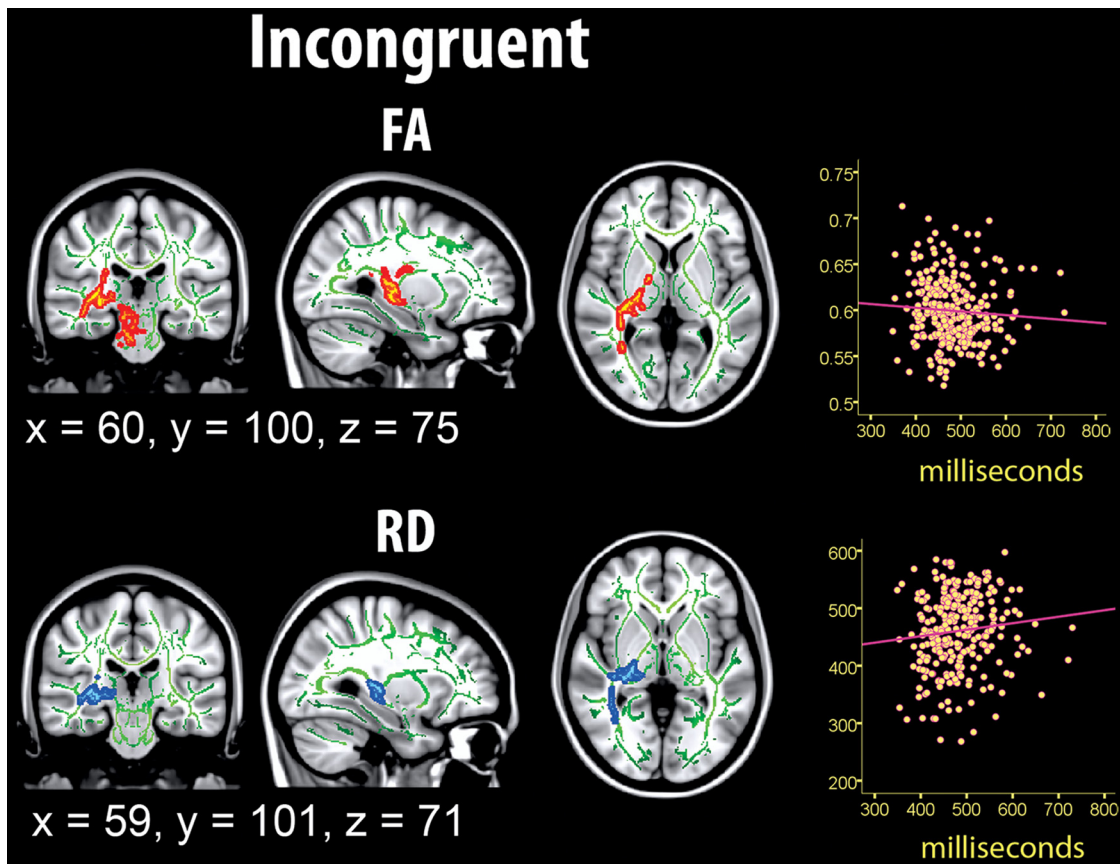 Incongruent
FA
0.75
0.7
0.65
0.6
0.55
0.5
300 400 500 600 700 800
milliseconds
x = 60, y = 100, z = 75
RD
600
500
400
300
200
300 400 500 600 700 800
milliseconds
x = 59, y = 101, z = 71